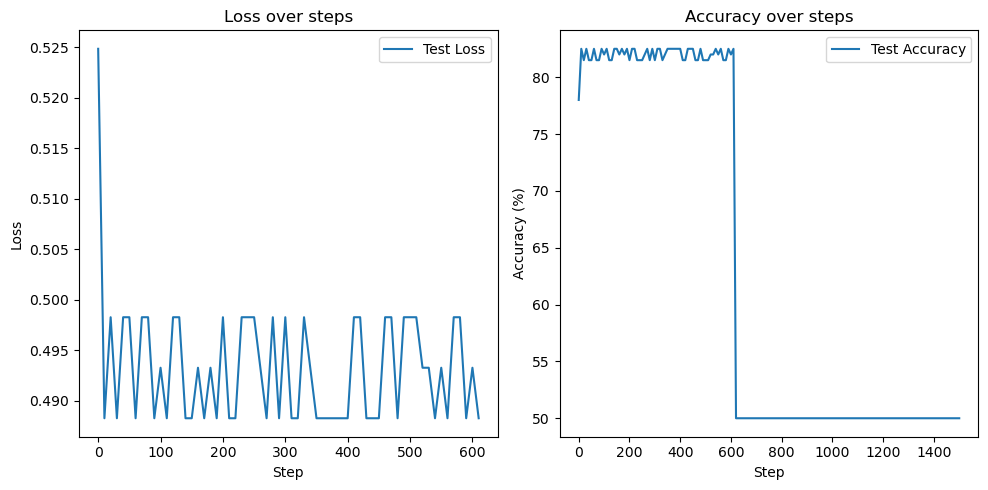 Loss over steps
Test Loss
Loss
0.525
0.520
0.515
0.510
0.505
0.500
0.495
0.490
0 100 200 300 400 500 600
Step
Accuracy over steps
Test Accuracy
Accuracy (%)
80
75
70
65
60
55
50
0 200 400 600 800 1000 1200 1400
Step